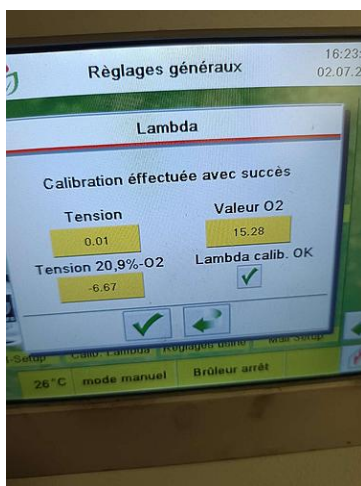 Règlages généraux
16:23:
02.07.2
Lambda
Calibration éffectuée avec succès
Tension
Valeur O2
0.01
15.28
Tension 20,9%-O2
Lambda calib. OK
-6.67
Calib. Lambda
26°C
mode manuel
Brûleur arrêt